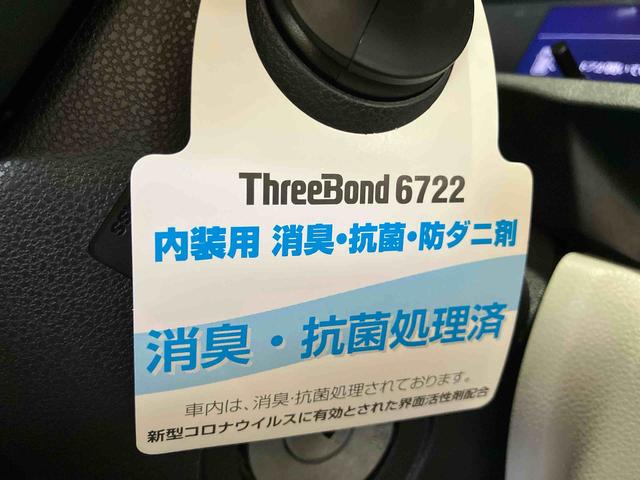 ThreeBond 6722
内装用 消臭・抗菌・防ダニ剤
消臭・抗菌処理済
車内は、消臭・抗菌処理されております。
新型コロナウイルスに有効とされた界面活性剤配合